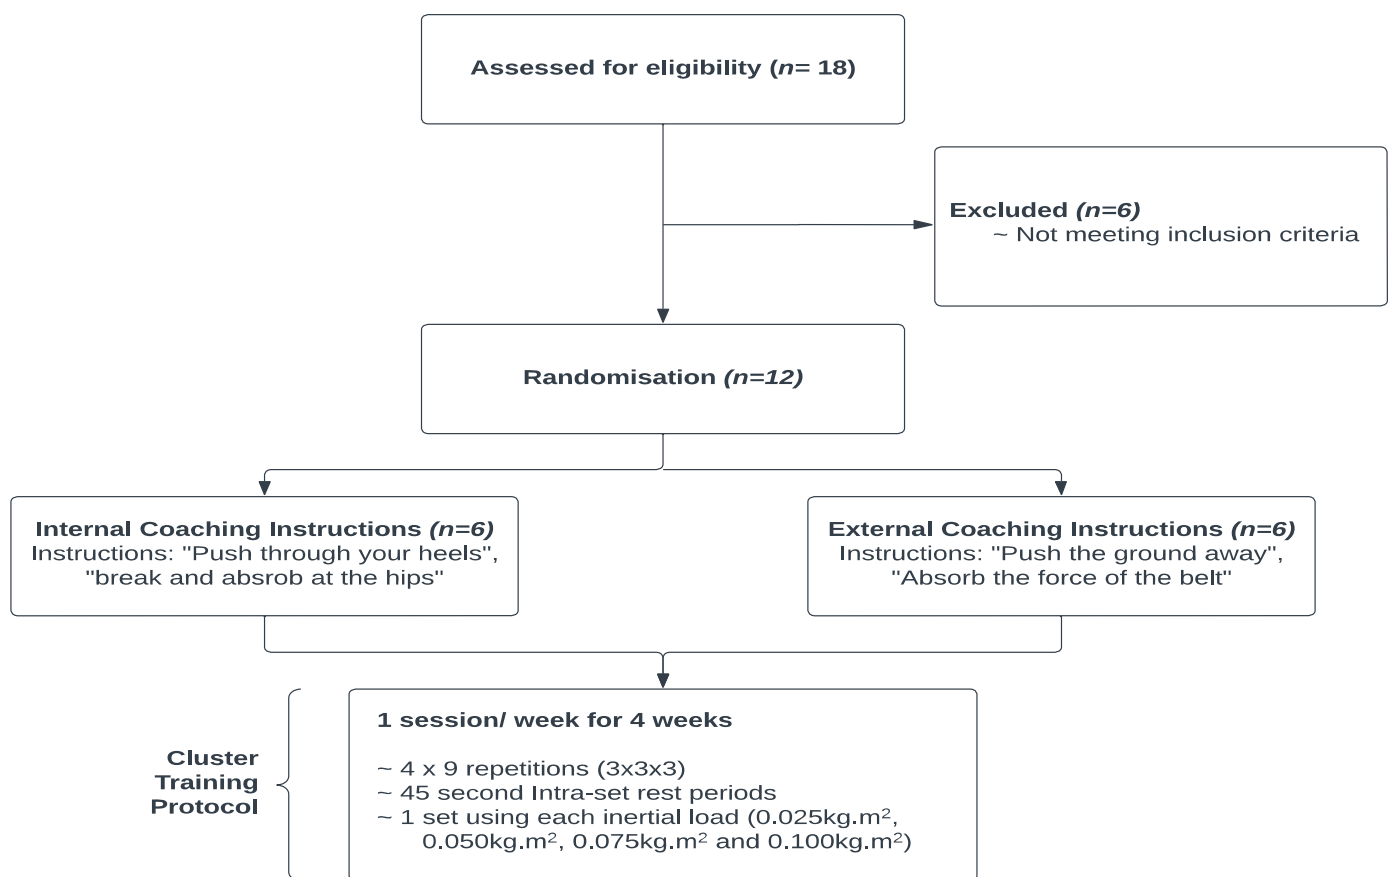 Assessed for eligibility (n= 18)
Excluded (n=6)
~ Not meeting inclusion criteria
Randomisation (n=12)
Internal Coaching Instructions (n=6)
Instructions: "Push through your heels",
"break and absrob at the hips"
External Coaching Instructions (n=6)
Instructions: "Push the ground away",
"Absorb the force of the belt"
Cluster
Training
Protocol
1 session/ week for 4 weeks
~ 4 x 9 repetitions (3x3x3)
~ 45 second Intra-set rest periods
~ 1 set using each inertial load (0.025kg.m²,
0.050kg.m², 0.075kg.m² and 0.100kg.m²)